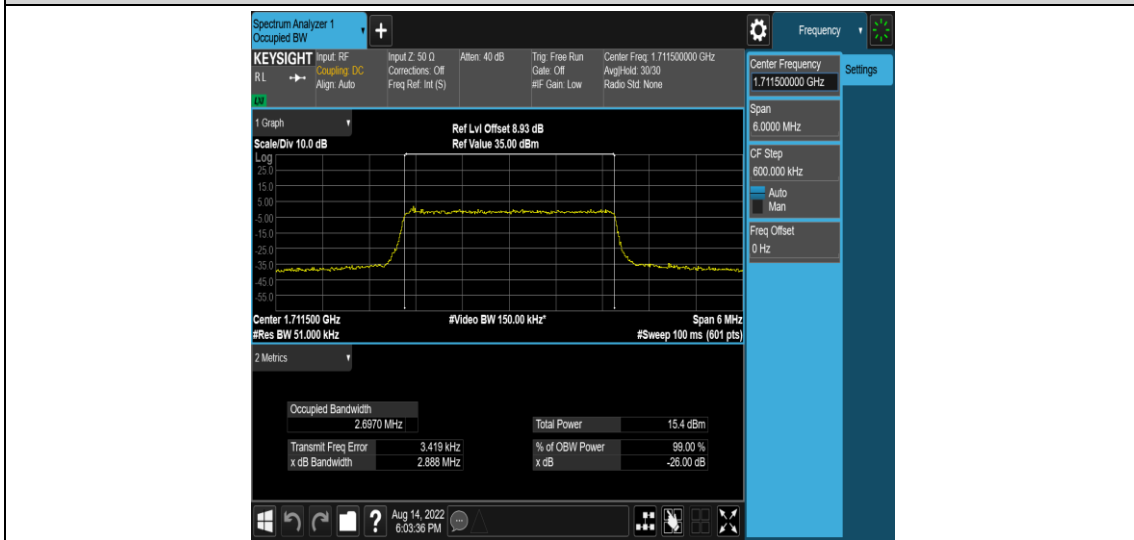 Spectrum Analyzer 1
Occupied BW
+
Frequency
KEYSIGHT
RL
Input: RF
Coupling: DC
Align: Auto
Input Z: 50 Ω
Corrections: Off
Freq Ref: Int (S)
Atten: 40 dB
Trig: Free Run
Gate: Off
#IF Gain: Low
Center Freq: 1.711500000 GHz
Avg|Hold: 30/30
Radio Std: None
Center Frequency
1.711500000 GHz
Settings
Span
6.0000 MHz
CF Step
600.000 kHz
Auto
Man
Freq Offset
0 Hz
1 Graph
Ref Lvl Offset 8.93 dB
Scale/Div 10.0 dB
Ref Value 35.00 dBm
Log
25.0
15.0
5.00
-5.00
-15.0
-25.0
-35.0
-45.0
-55.0
Center 1.711500 GHz
#Video BW 150.00 kHz*
Span 6 MHz
#Res BW 51.000 kHz
#Sweep 100 ms (601 pts)
2 Metrics
Occupied Bandwidth
2.6970 MHz
Total Power 15.4 dBm
Transmit Freq Error 3.419 kHz
% of OBW Power 99.00 %
x dB Bandwidth 2.888 MHz
x dB -26.00 dB
?
Aug 14, 2022
6:03:36 PM